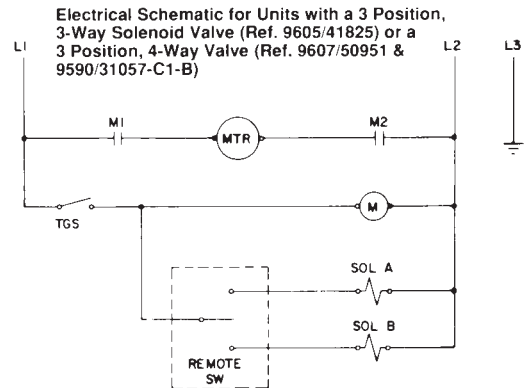 Electrical Schematic for Units with a 3 Position,
3-Way Solenoid Valve (Ref. 9605/41825) or a
3 Position, 4-Way Valve (Ref. 9607/50951 &
9590/31057-C1-B)
L1
L2
L3
M1
MTR
M2
TGS
M
SOL A
SOL B
REMOTE
SW